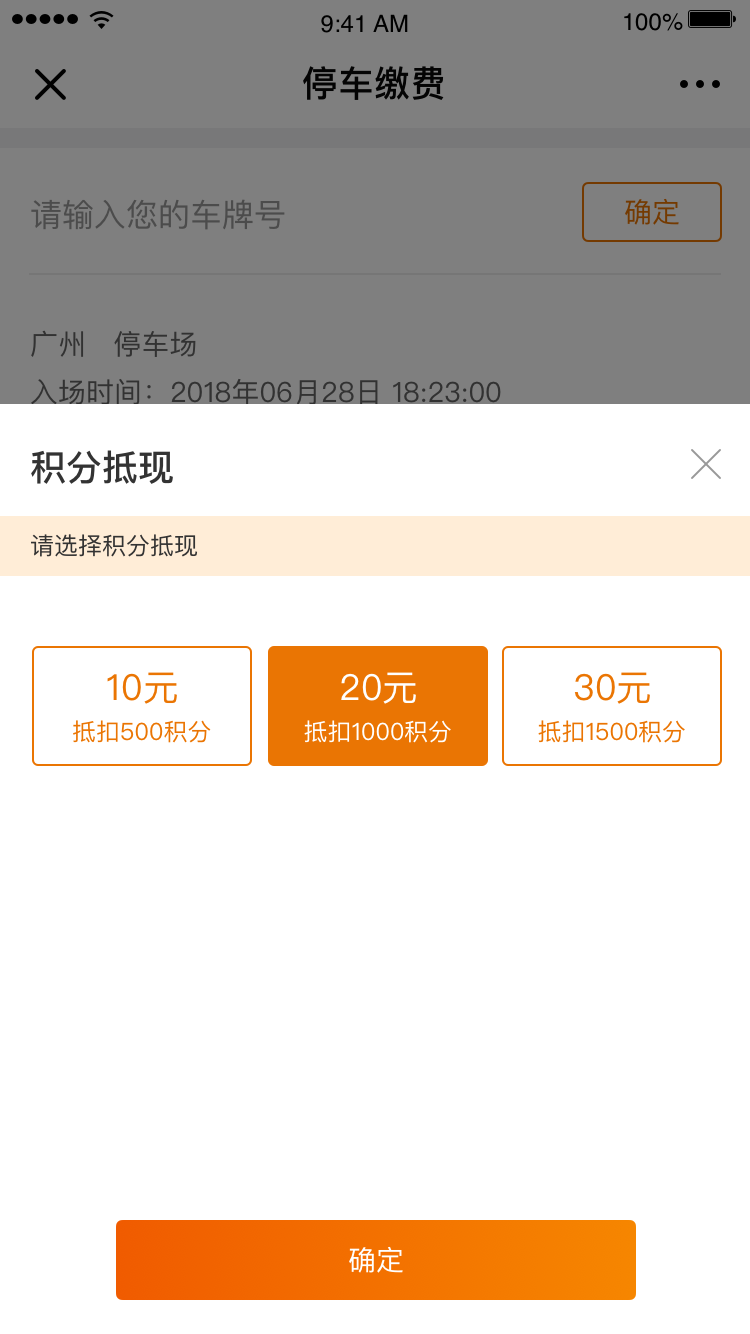 9:41 AM
100%
停车缴费
请输入您的车牌号
确定
广州 停车场
入场时间：2018年06月28日 18:23:00
积分抵现
请选择积分抵现
10元
抵扣500积分
20元
抵扣1000积分
30元
抵扣1500积分
确定